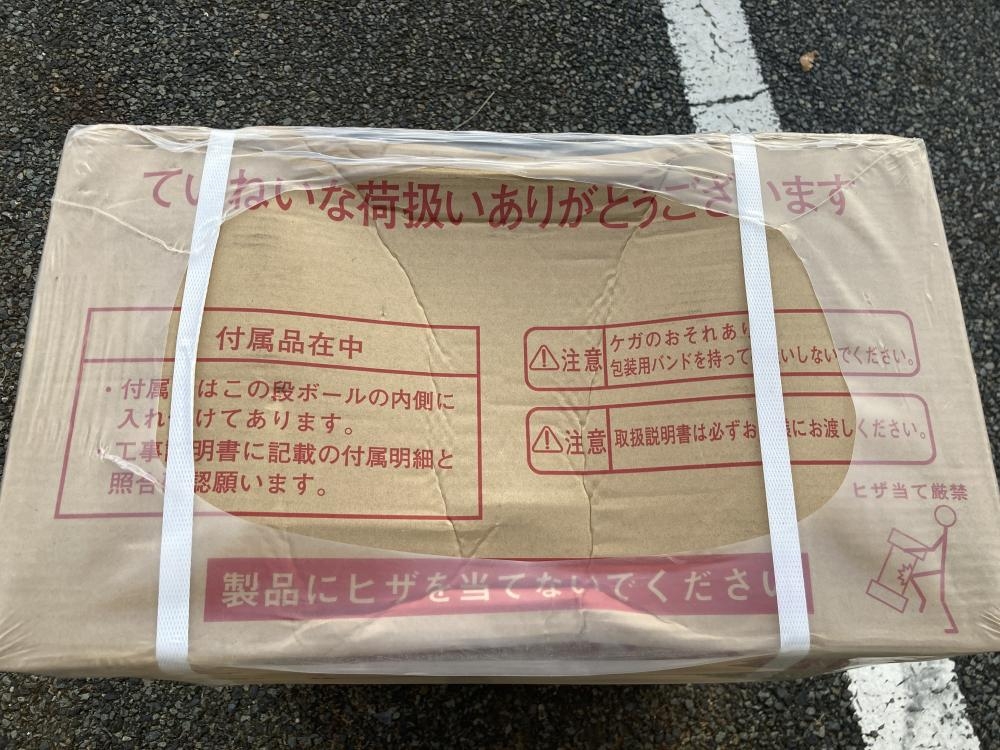 ていねいな荷扱いありがとうございます
付属品在中
・付属 はこの段ボールの内側に
入れ けてあります。
工事 明書に記載の付属明細と
照合 認願います。
注意
ケガのおそれあり
包装用バンドを持って いしないでください。
注意
取扱説明書は必ずお 様にお渡しください。
ヒザ当て厳禁
製品にヒザを当てないでください